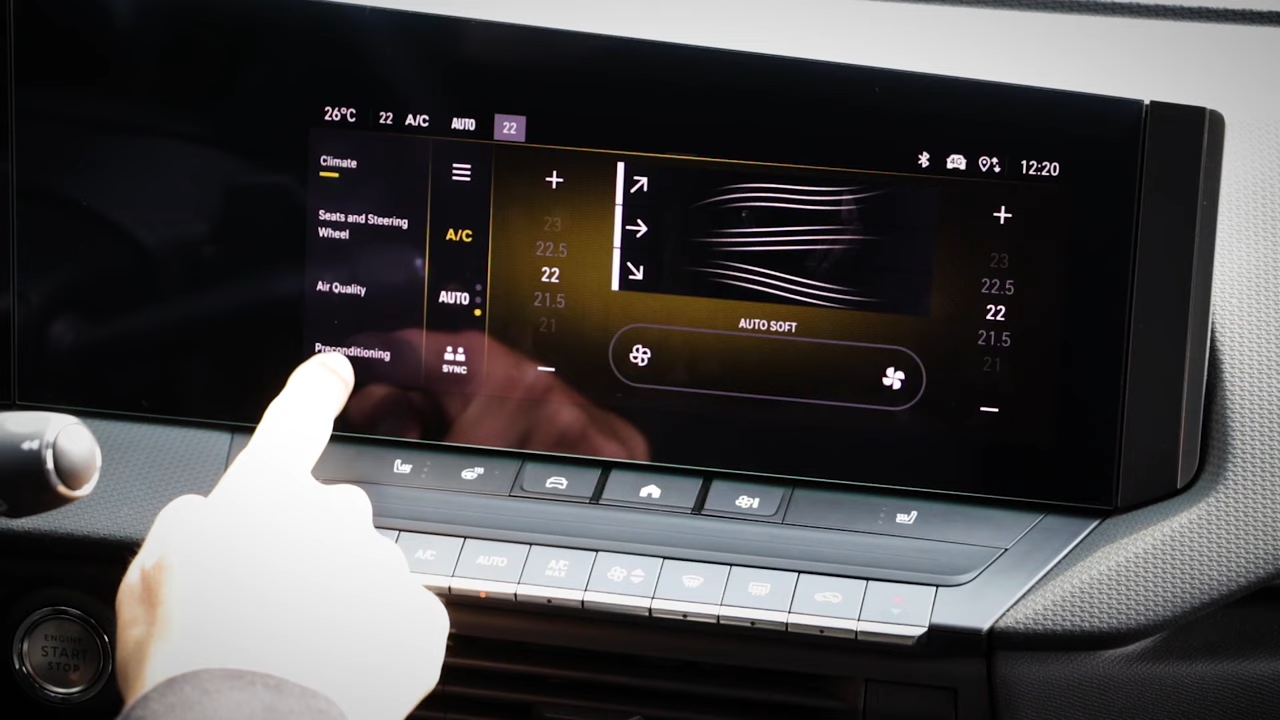 26°C 22 A/C AUTO 22
4G 12:20
Climate
Seats and Steering
Wheel
Air Quality
Preconditioning
A/C
AUTO
SYNC
+
23
22.5
22
21.5
21
−
AUTO SOFT
+
23
22.5
22
21.5
21
−
A/C AUTO A/C
MAX
ENGINE
START
STOP